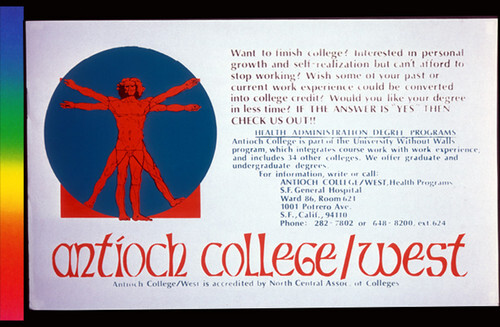 Want to finish college? Interested in personal
growth and self-realization but can't afford to
stop working? Wish some of your past or
current work experience could be converted
into college credit? Would you like your degree
in less time? IF THE ANSWER IS "YES" THEN
CHECK US OUT!!
HEALTH ADMINISTRATION DEGREE PROGRAMS
Antioch College is part of the University Without Walls
program, which integrates course work with work experience,
and includes 34 other colleges. We offer graduate and
undergraduate degrees.
For information, write or call:
ANTIOCH COLLEGE/WEST, Health Programs
S.F. General Hospital
Ward 86, Room 621
1001 Potrero Ave.
S.F., Calif., 94110
Phone: 282-7802 or 648-8200, ext 624
antioch college/west
Antioch College/West is accredited by North Central Assoc. of Colleges